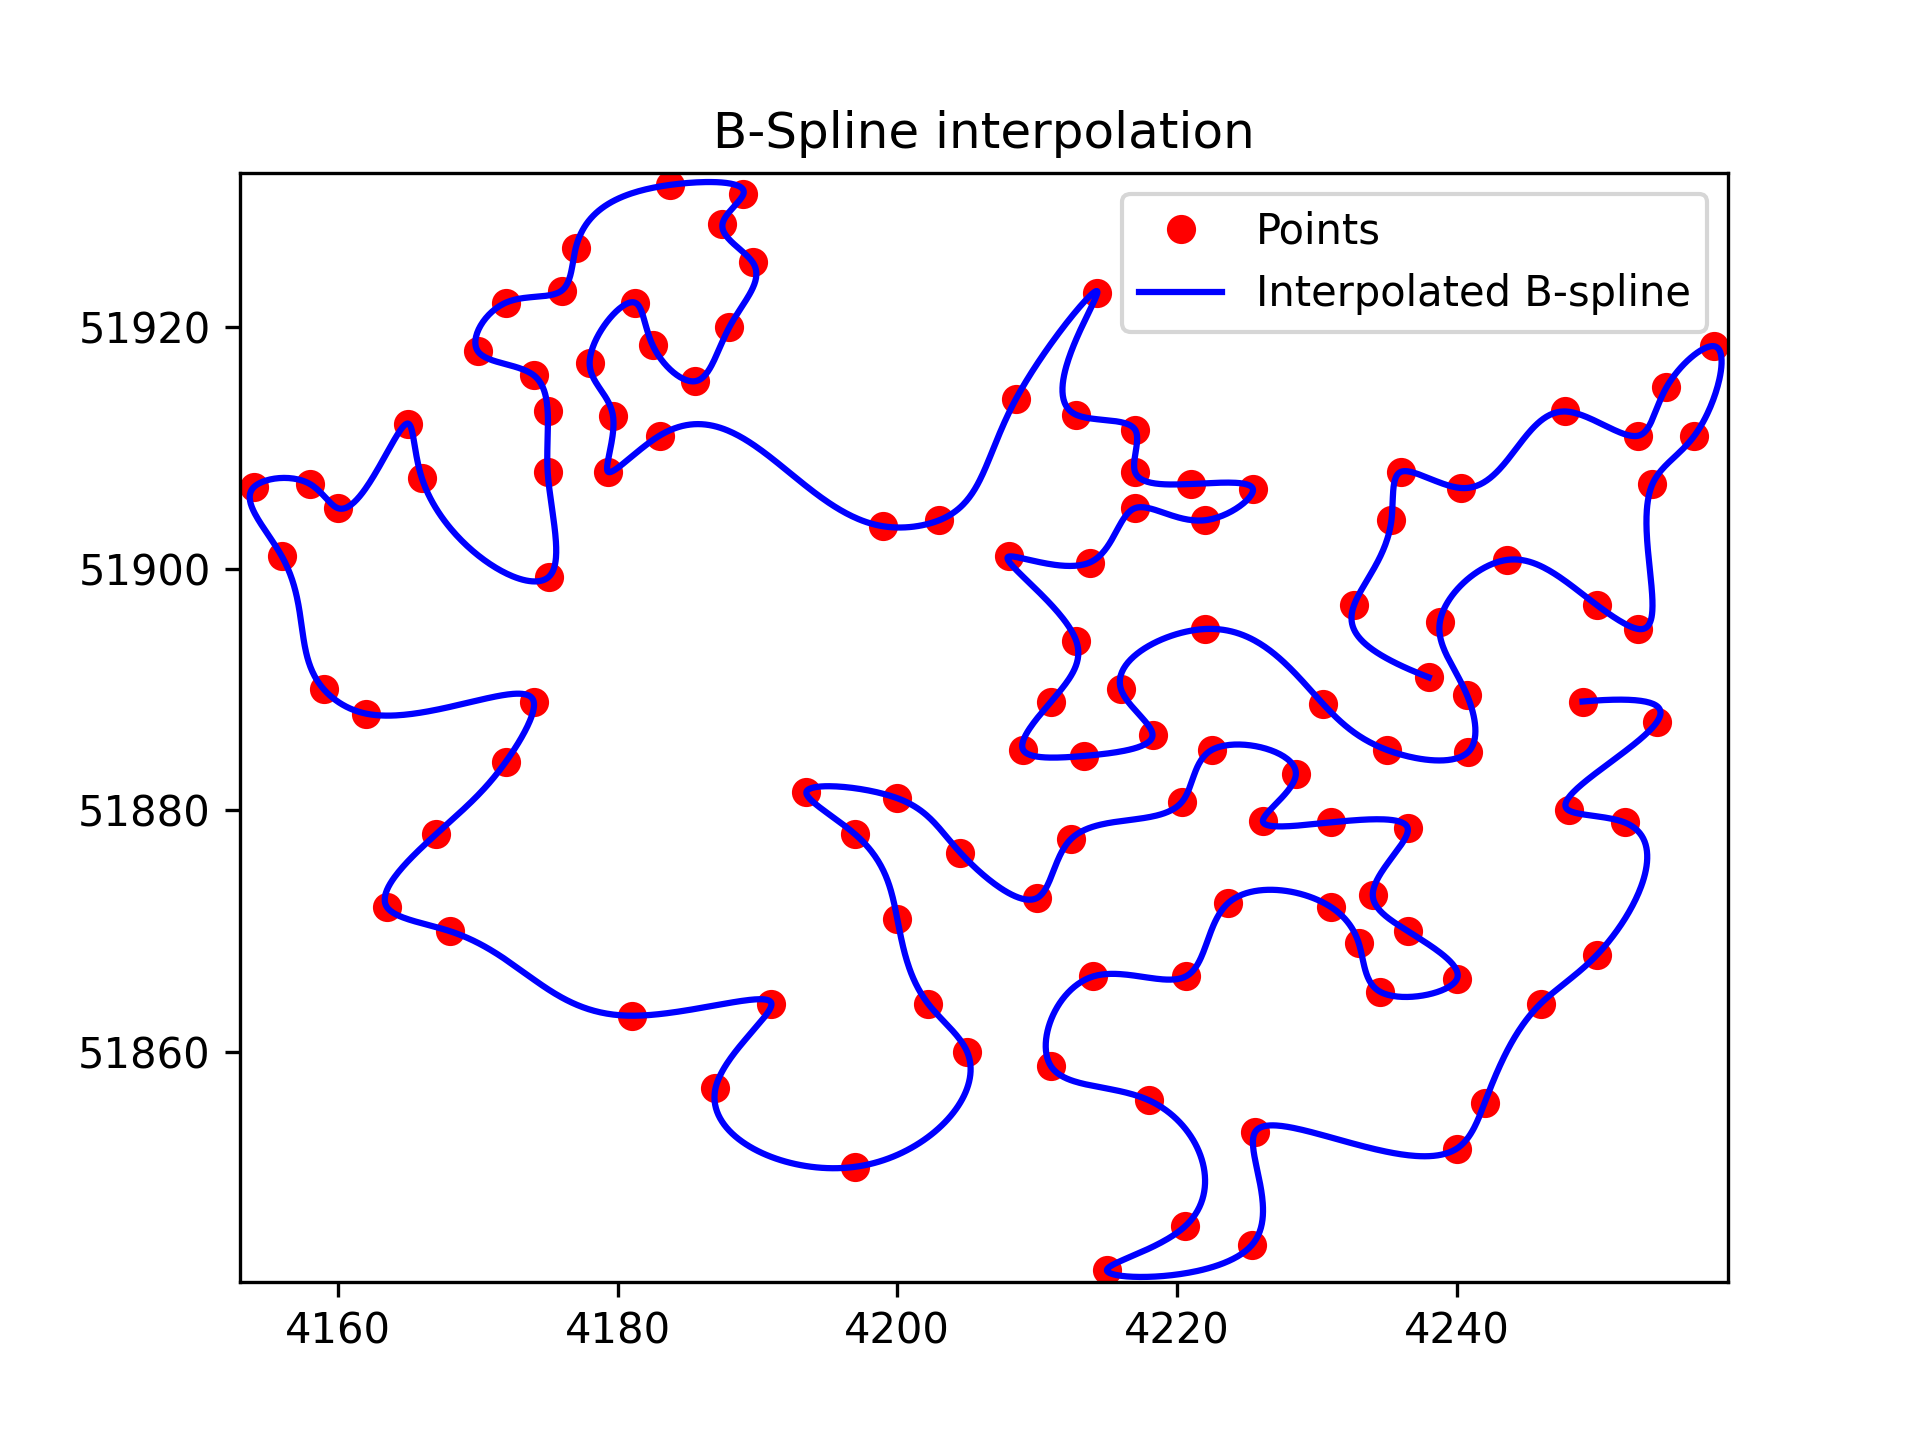 B-Spline interpolation
Points
Interpolated B-spline
51920
51900
51880
51860
4160 4180 4200 4220 4240